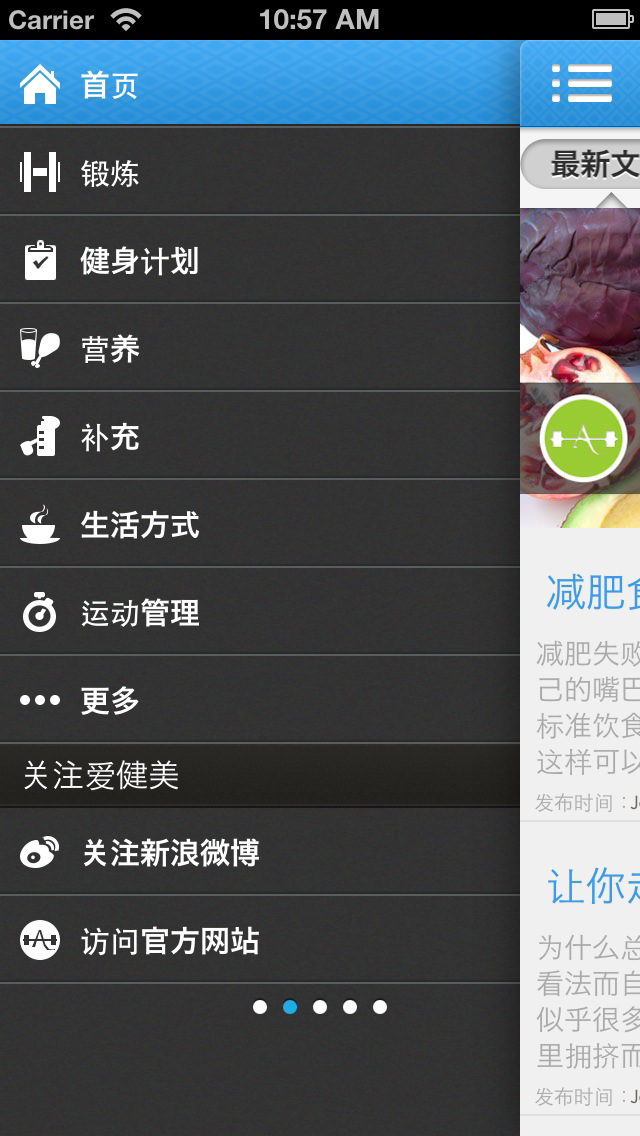 Carrier 10:57 AM
首页
锻炼
健身计划
营养
补充
生活方式
运动管理
更多
关注爱健美
关注新浪微博
访问官方网站
最新文
减肥食
减肥失败
己的嘴巴
标准饮食
这样可以
发布时间：J
让你走
为什么总
看法而自
似乎很多
里拥挤而
发布时间：J